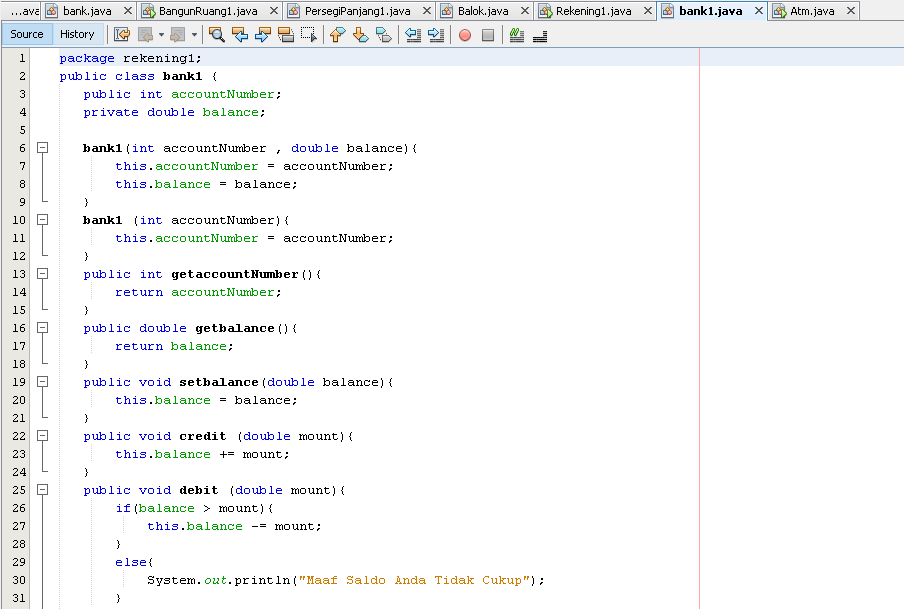 ...ava bank.java BangunRuang1.java PersegiPanjang1.java Balok.java Rekening1.java bank1.java Atm.java
Source History
1 package rekening1;
2 public class bank1 {
3 public int accountNumber;
4 private double balance;
5
6 bank1(int accountNumber , double balance){
7 this.accountNumber = accountNumber;
8 this.balance = balance;
9 }
10 bank1 (int accountNumber){
11 this.accountNumber = accountNumber;
12 }
13 public int getaccountNumber(){
14 return accountNumber;
15 }
16 public double getbalance(){
17 return balance;
18 }
19 public void setbalance(double balance){
20 this.balance = balance;
21 }
22 public void credit (double mount){
23 this.balance += mount;
24 }
25 public void debit (double mount){
26 if(balance > mount){
27 this.balance -= mount;
28 }
29 else{
30 System.out.println("Maaf Saldo Anda Tidak Cukup");
31 }